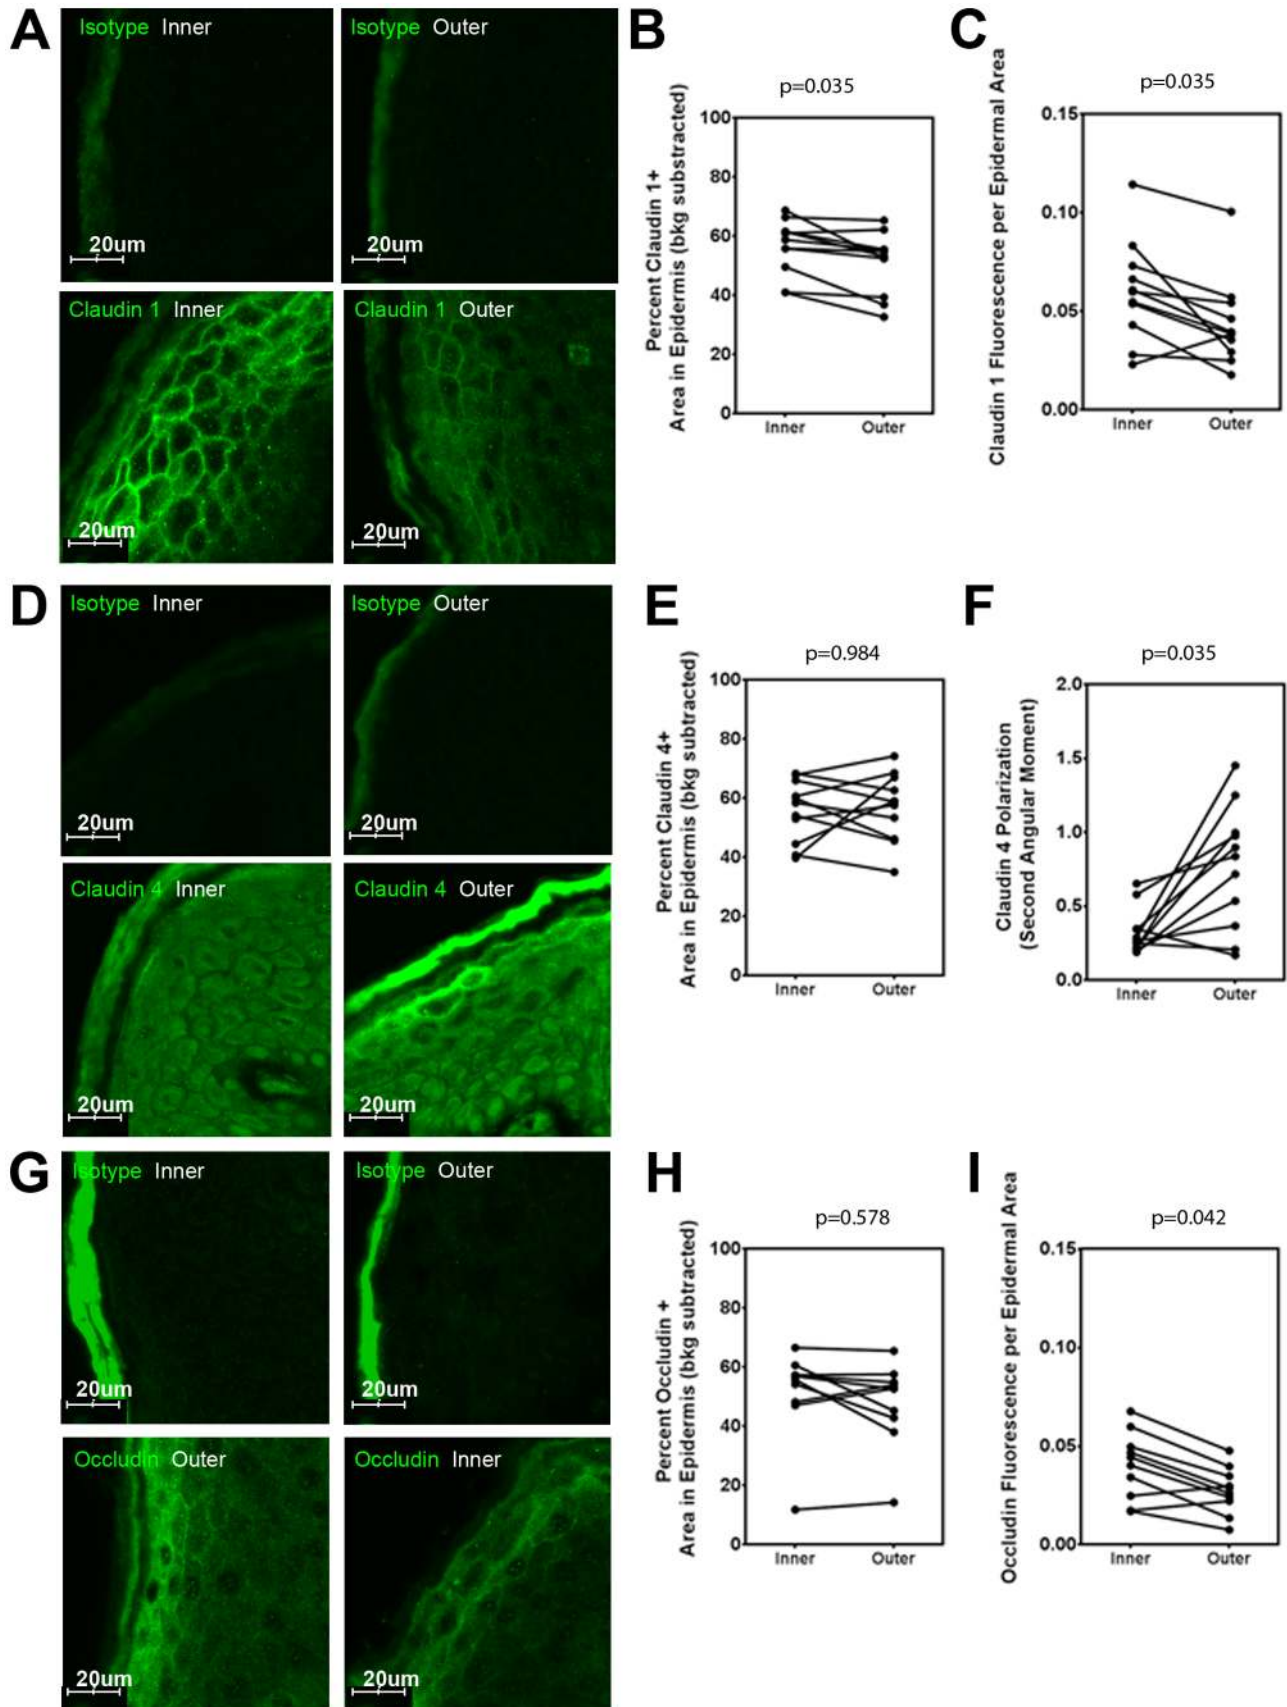 A
Isotype Inner
20um
Isotype Outer
20um
Claudin 1 Inner
20um
Claudin 1 Outer
20um
B
p=0.035
Percent Claudin 1+
Area in Epidermis (bkg substracted)
100
80
60
40
20
0
Inner Outer
C
p=0.035
Claudin 1 Fluorescence per Epidermal Area
0.15
0.10
0.05
0.00
Inner Outer
D
Isotype Inner
20um
Isotype Outer
20um
Claudin 4 Inner
20um
Claudin 4 Outer
20um
E
p=0.984
Percent Claudin 4+
Area in Epidermis (bkg subtracted)
100
80
60
40
20
0
Inner Outer
F
p=0.035
Claudin 4 Polarization
(Second Angular Moment)
2.0
1.5
1.0
0.5
0.0
Inner Outer
G
Isotype Inner
20um
Isotype Outer
20um
Occludin Outer
20um
Occludin Inner
20um
H
p=0.578
Percent Occludin +
Area in Epidermis (bkg subtracted)
100
80
60
40
20
0
Inner Outer
I
p=0.042
Occludin Fluorescence per Epidermal Area
0.15
0.10
0.05
0.00
Inner Outer